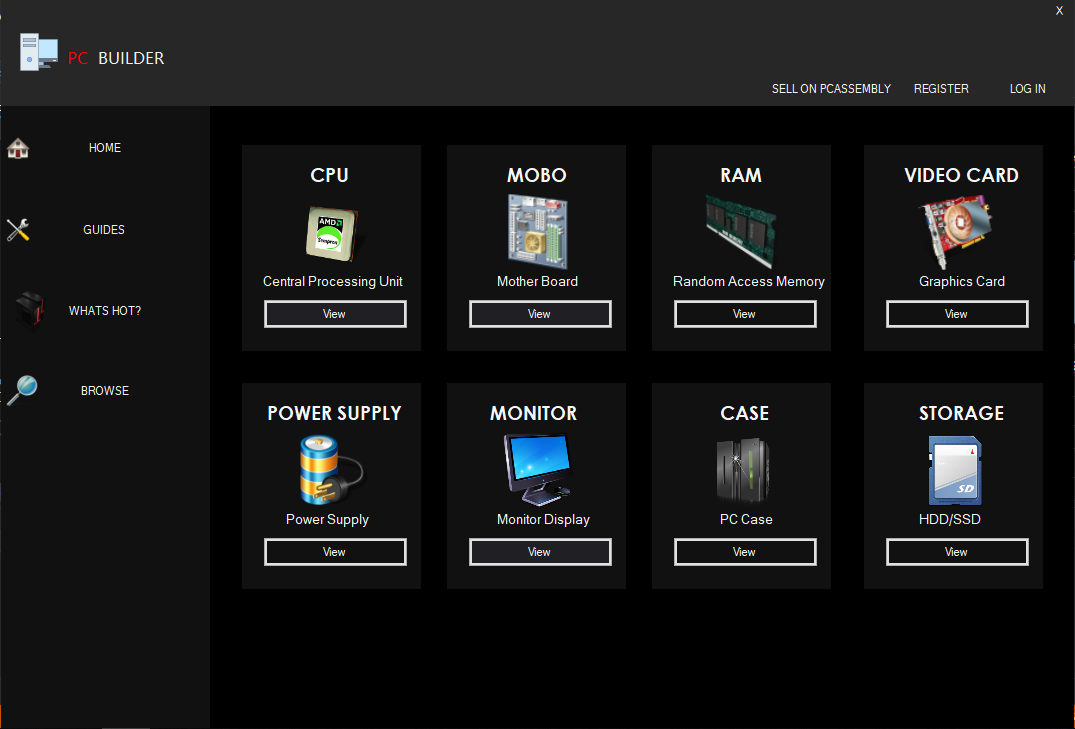 X
PC BUILDER
SELL ON PCASSEMBLY REGISTER LOG IN
HOME
GUIDES
WHATS HOT?
BROWSE
CPU
AMD
Sempron
Central Processing Unit
View
MOBO
Mother Board
View
RAM
Random Access Memory
View
VIDEO CARD
Graphics Card
View
POWER SUPPLY
Power Supply
View
MONITOR
Monitor Display
View
CASE
PC Case
View
STORAGE
SD
HDD/SSD
View